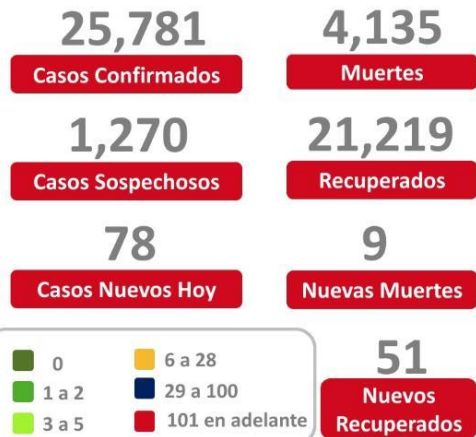 25,781
Casos Confirmados
4,135
Muertes
1,270
Casos Sospechosos
21,219
Recuperados
78
Casos Nuevos Hoy
9
Nuevas Muertes
0
1 a 2
3 a 5
6 a 28
29 a 100
101 en adelante
51
Nuevos
Recuperados